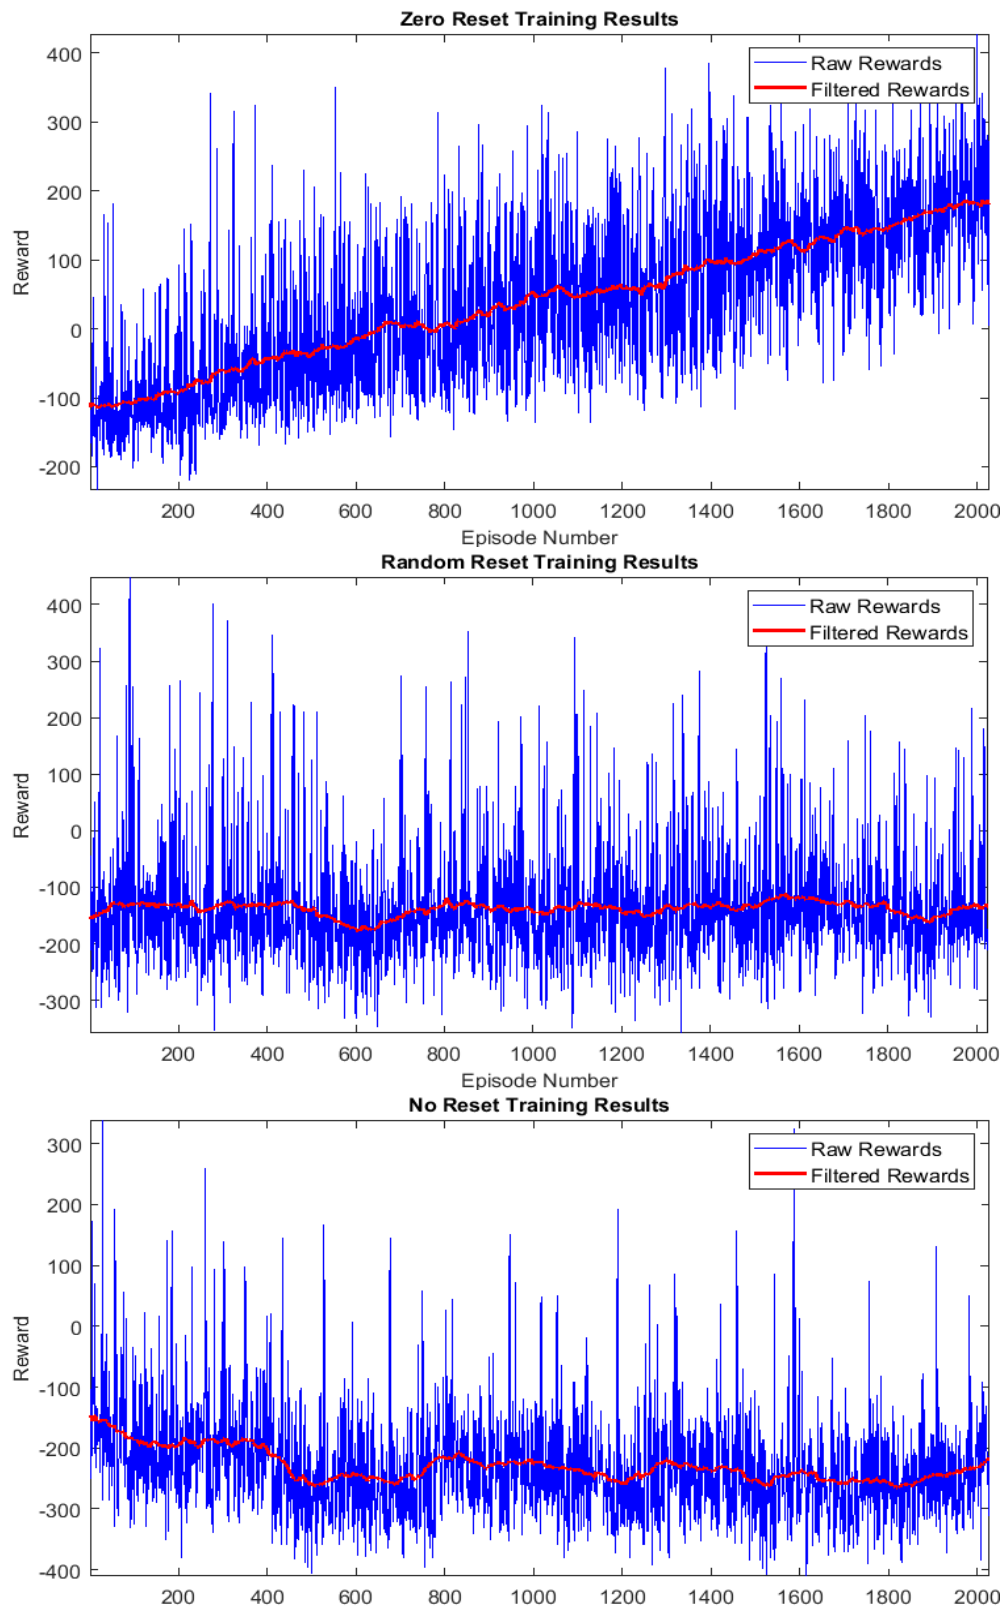 Zero Reset Training Results
400
300
200
100
0
-100
-200
Reward
Raw Rewards
Filtered Rewards
200 400 600 800 1000 1200 1400 1600 1800 2000
Episode Number
Random Reset Training Results
400
300
200
100
0
-100
-200
-300
Reward
Raw Rewards
Filtered Rewards
200 400 600 800 1000 1200 1400 1600 1800 2000
Episode Number
No Reset Training Results
300
200
100
0
-100
-200
-300
-400
Reward
Raw Rewards
Filtered Rewards
200 400 600 800 1000 1200 1400 1600 1800 2000